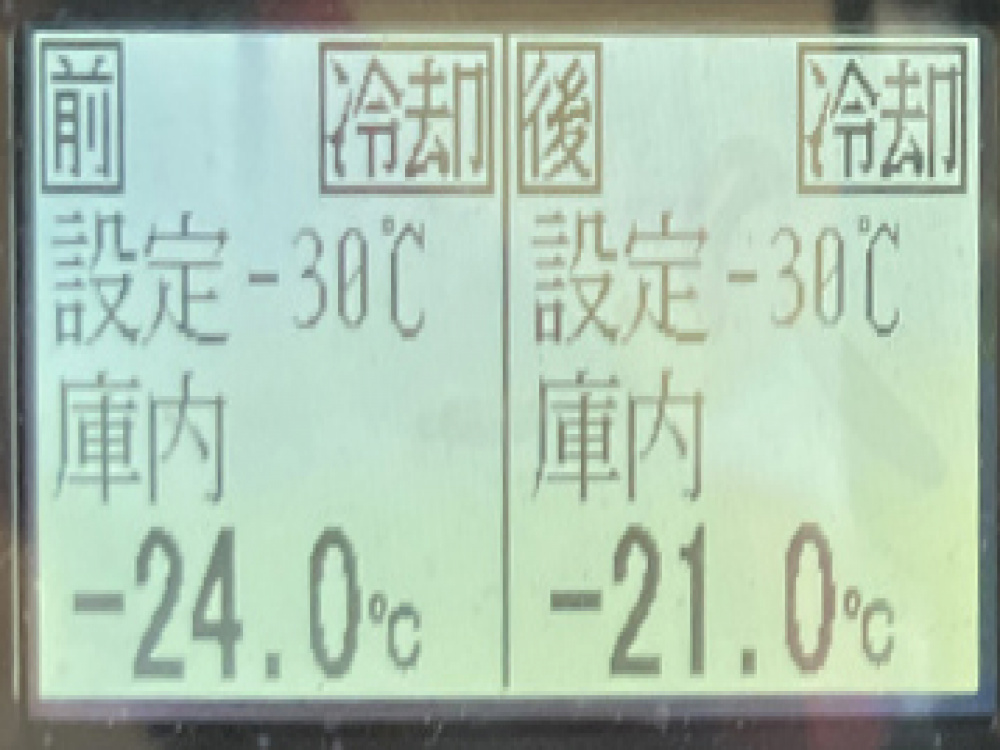 前 冷却
設定 -30℃
庫内
-24.0℃
後 冷却
設定 -30℃
庫内
-21.0℃